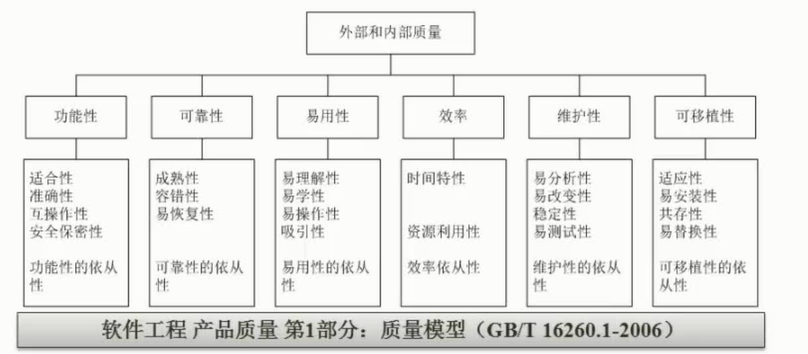 外部和内部质量
功能性
可靠性
易用性
效率
维护性
可移植性
适合性
准确性
互操作性
安全保密性
功能性的依从
性
成熟性
容错性
易恢复性
可靠性的依从
性
易理解性
易学性
易操作性
吸引性
易用性的依从
性
时间特性
资源利用性
效率依从性
易分析性
易改变性
稳定性
易测试性
维护性的依从
性
适应性
易安装性
共存性
易替换性
可移植性的依
从性
软件工程 产品质量 第1部分：质量模型（GB/T 16260.1-2006）